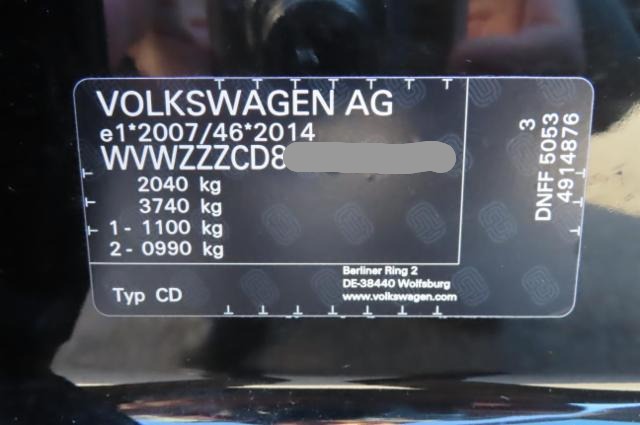 VOLKSWAGEN AG
e1*2007/46*2014
WVWZZZCD8
2040 kg
3740 kg
1- 1100 kg
2- 0990 kg
Typ CD
Berliner Ring 2
DE-38440 Wolfsburg
www.volkswagen.com
3
DNFF 5053
4914876